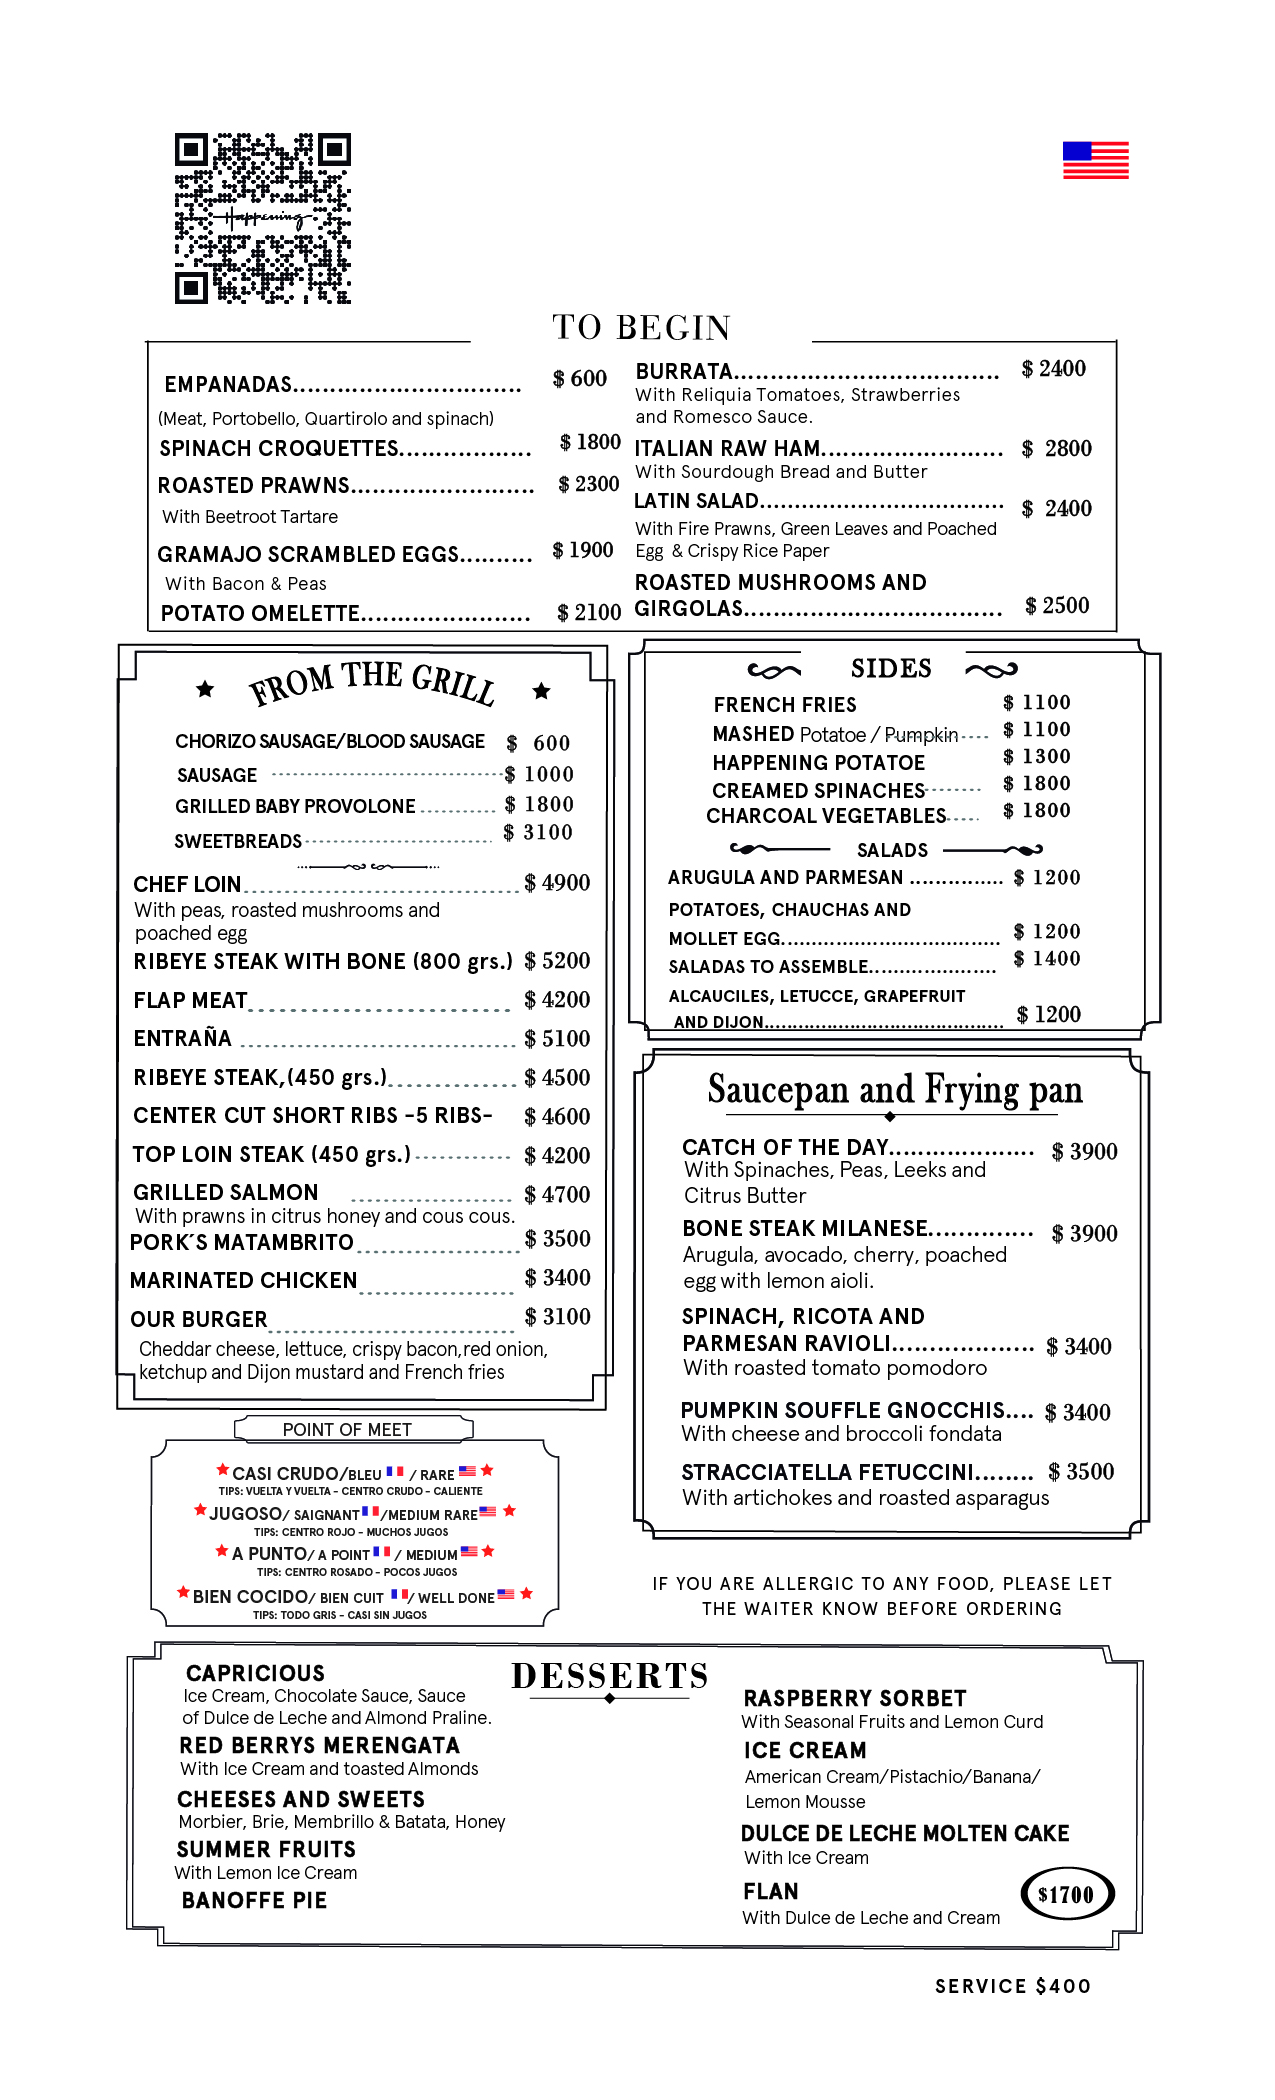 Happening
TO BEGIN
EMPANADAS............................... $ 600
(Meat, Portobello, Quartirolo and spinach)
SPINACH CROQUETTES.................. $ 1800
ROASTED PRAWNS......................... $ 2300
With Beetroot Tartare
GRAMAJO SCRAMBLED EGGS.......... $ 1900
With Bacon & Peas
POTATO OMELETTE....................... $ 2100
BURRATA.................................... $ 2400
With Reliquia Tomatoes, Strawberries
and Romesco Sauce.
ITALIAN RAW HAM......................... $ 2800
With Sourdough Bread and Butter
LATIN SALAD................................... $ 2400
With Fire Prawns, Green Leaves and Poached
Egg & Crispy Rice Paper
ROASTED MUSHROOMS AND
GIRGOLAS................................... $ 2500
FROM THE GRILL
CHORIZO SAUSAGE/BLOOD SAUSAGE $ 600
SAUSAGE $ 1000
GRILLED BABY PROVOLONE $ 1800
SWEETBREADS $ 3100
CHEF LOIN $ 4900
With peas, roasted mushrooms and
poached egg
RIBEYE STEAK WITH BONE (800 grs.) $ 5200
FLAP MEAT $ 4200
ENTRAÑA $ 5100
RIBEYE STEAK,(450 grs.) $ 4500
CENTER CUT SHORT RIBS -5 RIBS- $ 4600
TOP LOIN STEAK (450 grs.) $ 4200
GRILLED SALMON $ 4700
With prawns in citrus honey and cous cous.
PORK´S MATAMBRITO $ 3500
MARINATED CHICKEN $ 3400
OUR BURGER $ 3100
Cheddar cheese, lettuce, crispy bacon,red onion,
ketchup and Dijon mustard and French fries
SIDES
FRENCH FRIES $ 1100
MASHED Potatoe / Pumpkin $ 1100
HAPPENING POTATOE $ 1300
CREAMED SPINACHES $ 1800
CHARCOAL VEGETABLES $ 1800
SALADS
ARUGULA AND PARMESAN ............... $ 1200
POTATOES, CHAUCHAS AND
MOLLET EGG.................................... $ 1200
SALADAS TO ASSEMBLE..................... $ 1400
ALCAUCILES, LETUCCE, GRAPEFRUIT
AND DIJON........................................ $ 1200
Saucepan and Frying pan
CATCH OF THE DAY.................... $ 3900
With Spinaches, Peas, Leeks and
Citrus Butter
BONE STEAK MILANESE.............. $ 3900
Arugula, avocado, cherry, poached
egg with lemon aioli.
SPINACH, RICOTA AND
PARMESAN RAVIOLI................... $ 3400
With roasted tomato pomodoro
PUMPKIN SOUFFLE GNOCCHIS.... $ 3400
With cheese and broccoli fondata
STRACCIATELLA FETUCCINI........ $ 3500
With artichokes and roasted asparagus
POINT OF MEET
CASI CRUDO/BLEU / RARE
TIPS: VUELTA Y VUELTA - CENTRO CRUDO - CALIENTE
JUGOSO/ SAIGNANT /MEDIUM RARE
TIPS: CENTRO ROJO - MUCHOS JUGOS
A PUNTO/ A POINT / MEDIUM
TIPS: CENTRO ROSADO - POCOS JUGOS
BIEN COCIDO/ BIEN CUIT / WELL DONE
TIPS: TODO GRIS - CASI SIN JUGOS
IF YOU ARE ALLERGIC TO ANY FOOD, PLEASE LET
THE WAITER KNOW BEFORE ORDERING
DESSERTS
CAPRICIOUS
Ice Cream, Chocolate Sauce, Sauce
of Dulce de Leche and Almond Praline.
RED BERRYS MERENGATA
With Ice Cream and toasted Almonds
CHEESES AND SWEETS
Morbier, Brie, Membrillo & Batata, Honey
SUMMER FRUITS
With Lemon Ice Cream
BANOFFE PIE
RASPBERRY SORBET
With Seasonal Fruits and Lemon Curd
ICE CREAM
American Cream/Pistachio/Banana/
Lemon Mousse
DULCE DE LECHE MOLTEN CAKE
With Ice Cream
FLAN
With Dulce de Leche and Cream
$1700
SERVICE $400